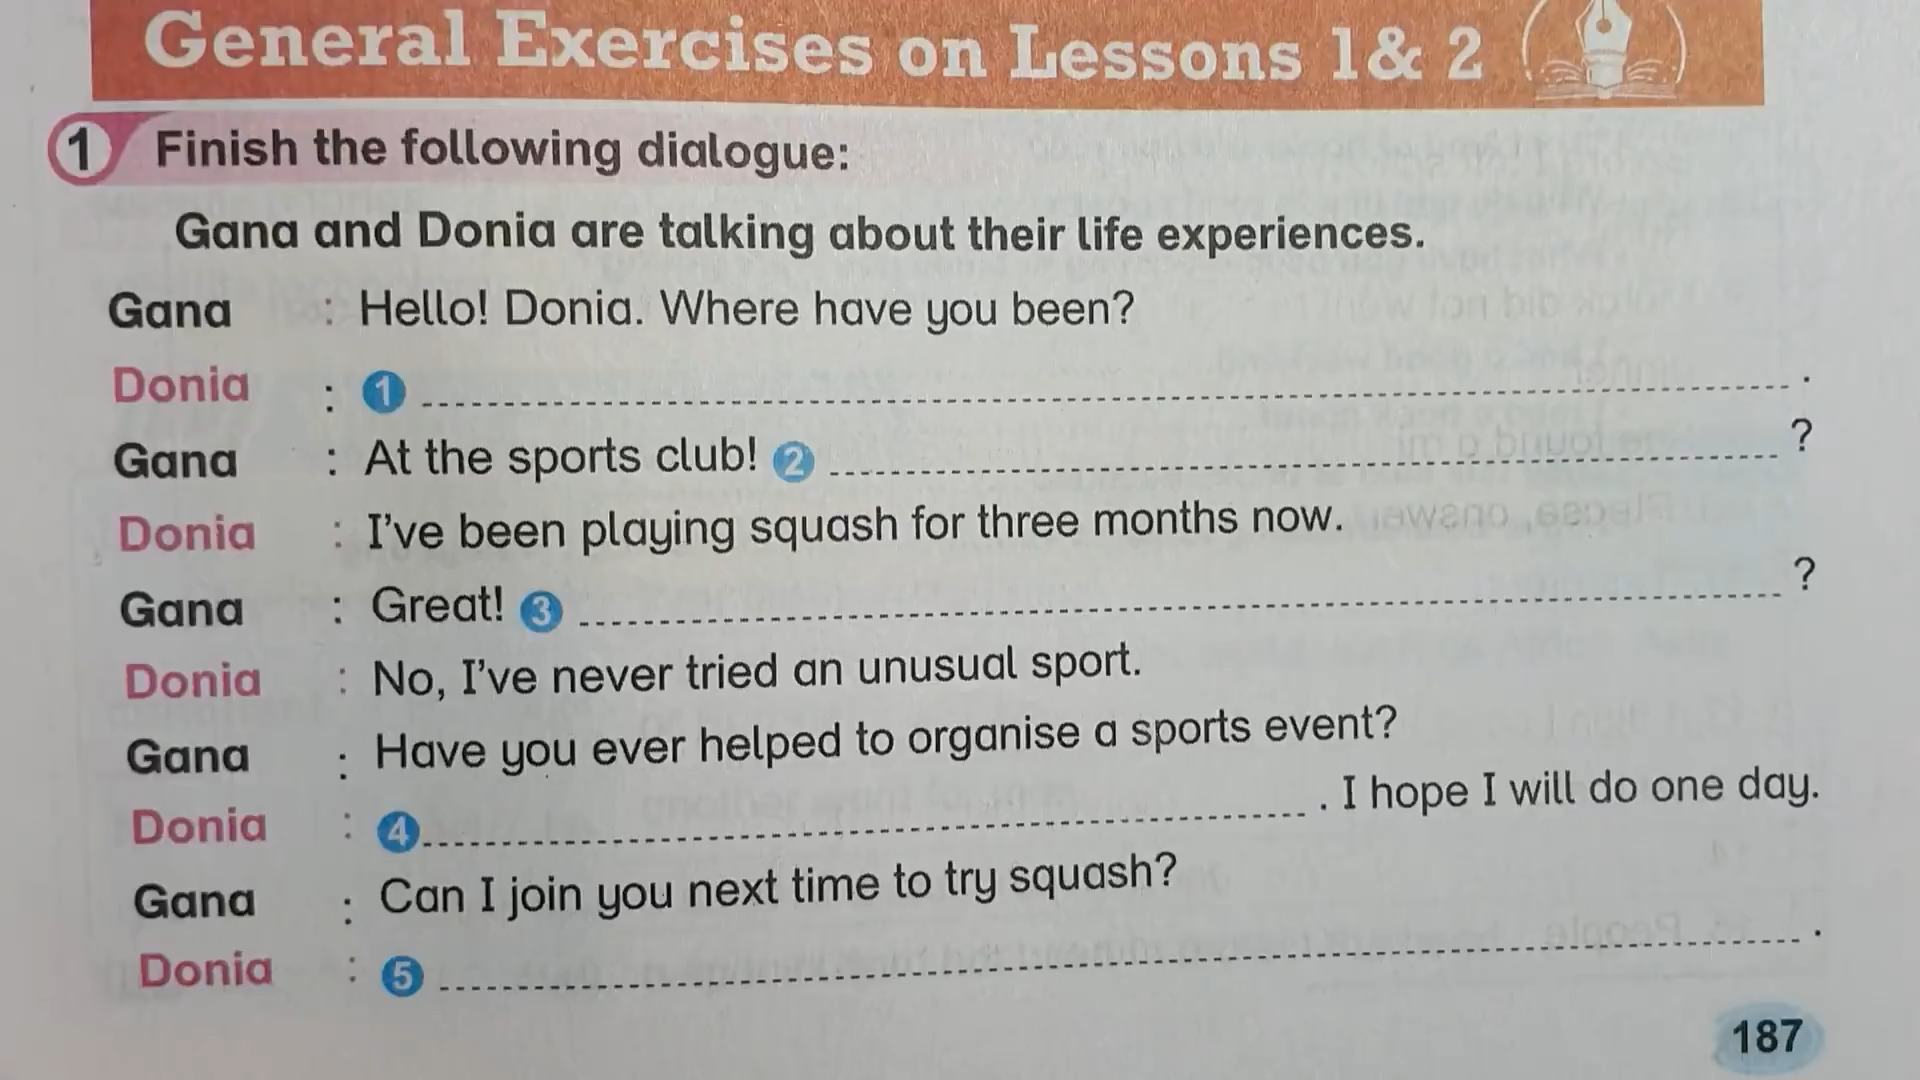 General Exercises on Lessons 1& 2
1 Finish the following dialogue:
Gana and Donia are talking about their life experiences.
Gana : Hello! Donia. Where have you been?
Donia : 1 .
Gana : At the sports club! 2 ?
Donia : I've been playing squash for three months now.
Gana : Great! 3 ?
Donia : No, I've never tried an unusual sport.
Gana : Have you ever helped to organise a sports event?
Donia : 4 . I hope I will do one day.
Gana : Can I join you next time to try squash?
Donia : 5 .
187